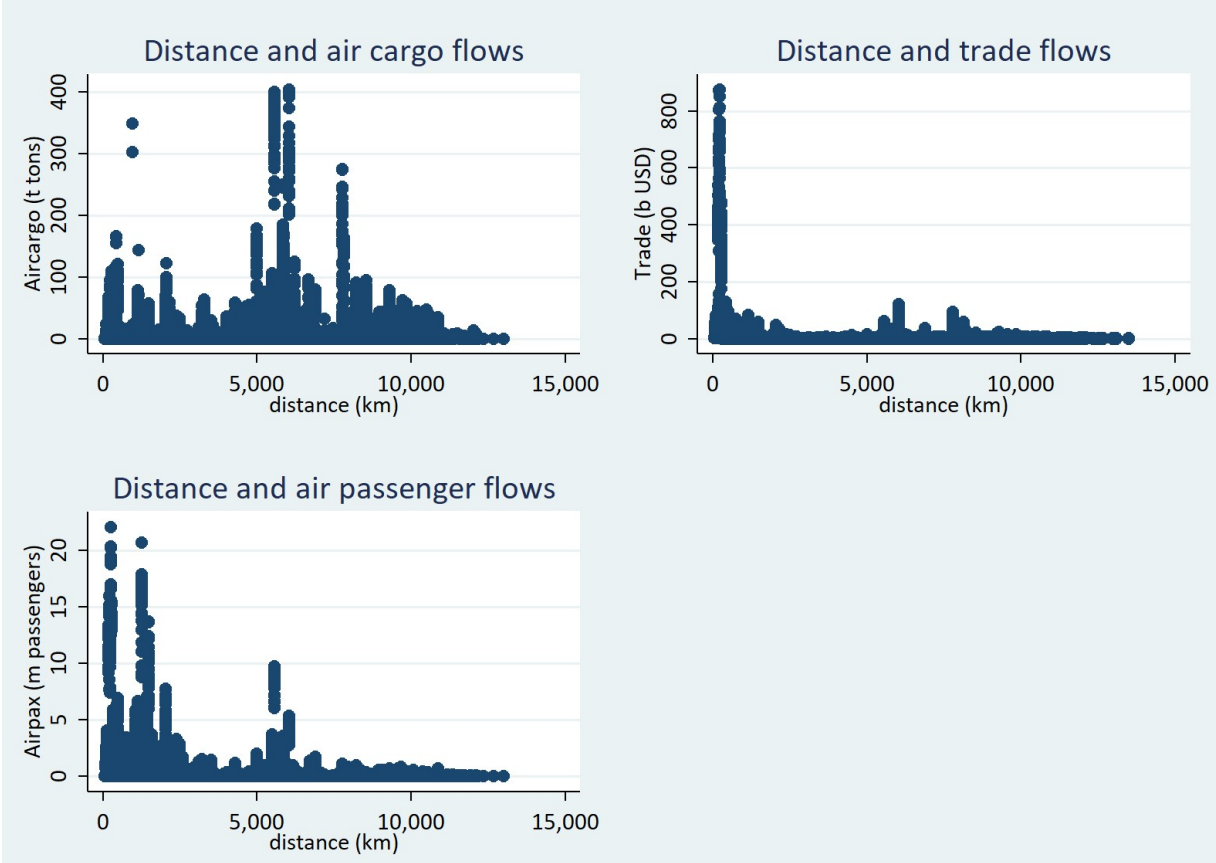 Distance and air cargo flows
Aircargo (t tons)
400
300
200
100
0
0 5,000 10,000 15,000
distance (km)
Distance and trade flows
Trade (b USD)
800
600
400
200
0
0 5,000 10,000 15,000
distance (km)
Distance and air passenger flows
Airpax (m passengers)
20
15
10
5
0
0 5,000 10,000 15,000
distance (km)